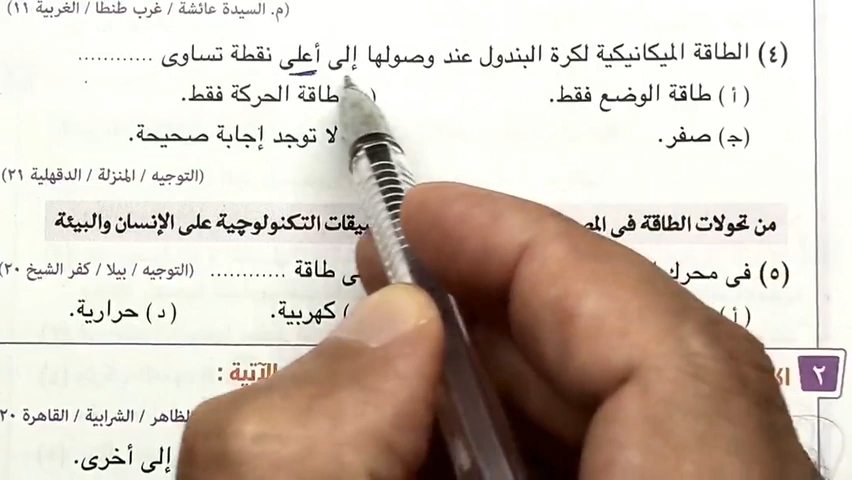 (م. السيدة عائشة / غرب طنطا / الغربية ١١)
(٤) الطاقة الميكانيكية لكرة البندول عند وصولها إلى أعلى نقطة تساوى ............
(أ) طاقة الوضع فقط. ) طاقة الحركة فقط.
(جـ) صفر. لا توجد إجابة صحيحة.
(التوجيه / المنزلة / الدقهلية ٢١)
من تحولات الطاقة فى التكنولوجية على الإنسان والبيئة
(٥) فى محرك طاقة ............ (التوجيه / بيلا / كفر الشيخ ٢٠)
(أ) كهربية. (د) حرارية.
٢ الآتية :
الظاهر / الشرابية / القاهرة ٢٠
إلى أخرى.